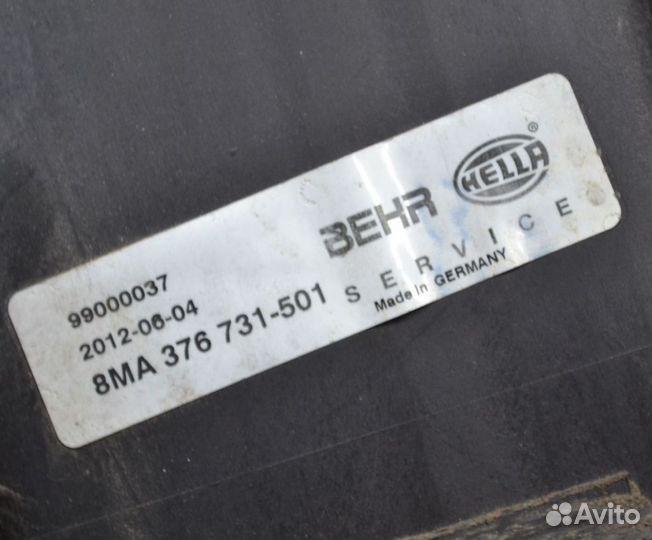 BEHR HELLA®
SERVICE
Made in GERMANY
99000037
2012-06-04
8MA 376 731-501
Avito